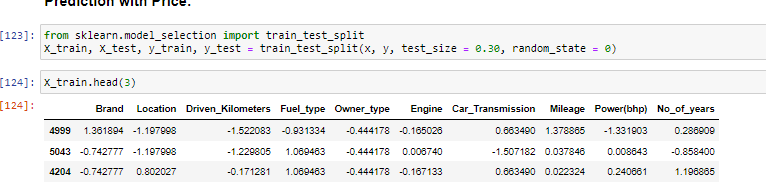 Prediction with Price:
[123]: from sklearn.model_selection import train_test_split
X_train, X_test, y_train, y_test = train_test_split(x, y, test_size = 0.30, random_state = 0)
[124]: X_train.head(3)
[124]:
Brand Location Driven_Kilometers Fuel_type Owner_type Engine Car_Transmission Mileage Power(bhp) No_of_years
4999 1.361894 -1.197998 -1.522083 -0.931334 -0.444178 -0.165026 0.663490 1.378865 -1.331903 0.286909
5043 -0.742777 -1.197998 -1.229805 1.069463 -0.444178 0.006740 -1.507182 0.037846 0.008643 -0.858400
4204 -0.742777 0.802027 -0.171281 1.069463 -0.444178 -0.167133 0.663490 0.022324 0.240661 1.196865